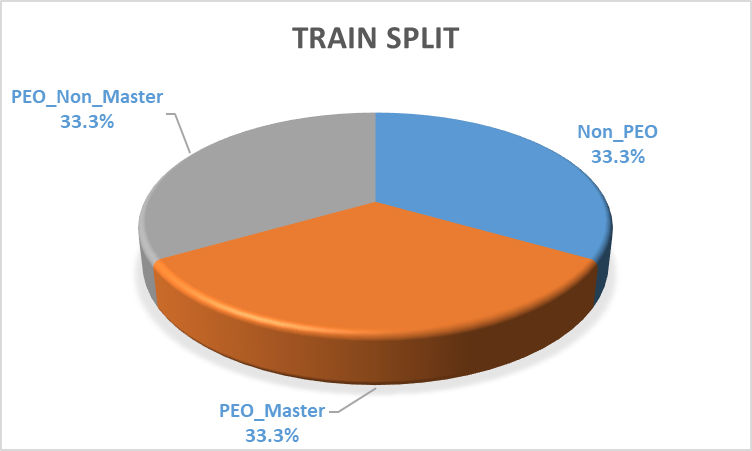 TRAIN SPLIT
PEO_Non_Master
33.3%
Non_PEO
33.3%
PEO_Master
33.3%